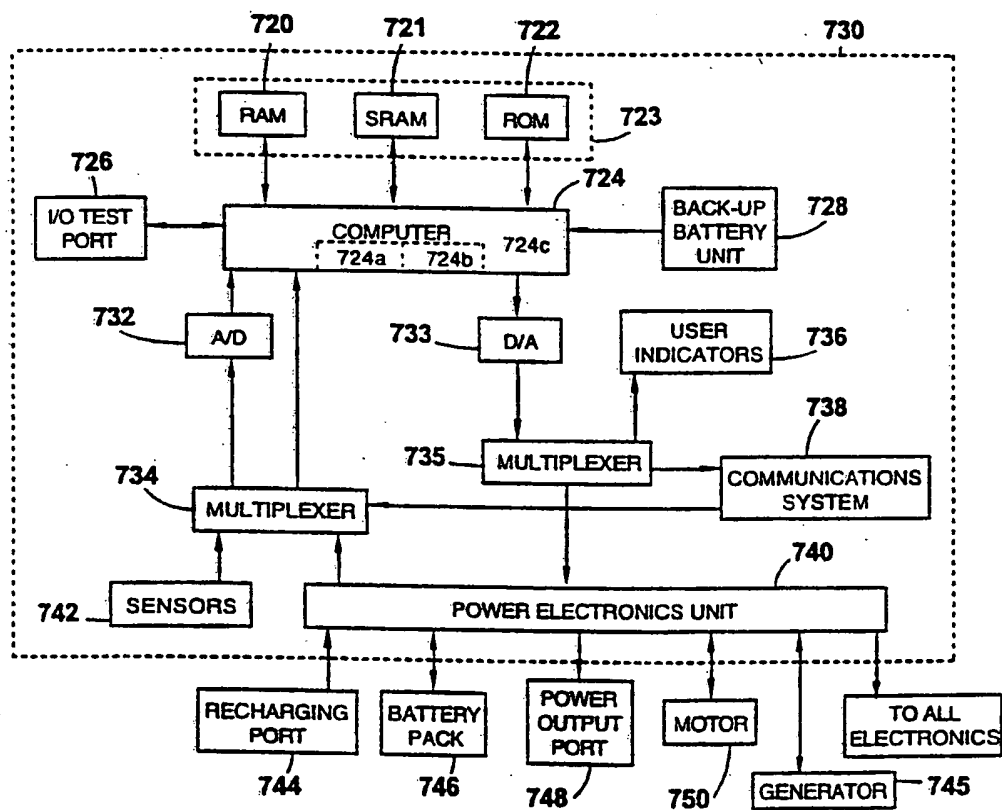 720
721
722
730
RAM
SRAM
ROM
723
726
724
I/O TEST
PORT
COMPUTER
724a
724b
724c
BACK-UP
BATTERY
UNIT
728
732
A/D
733
D/A
USER
INDICATORS
736
738
735
MULTIPLEXER
COMMUNICATIONS
SYSTEM
734
MULTIPLEXER
740
742
SENSORS
POWER ELECTRONICS UNIT
RECHARGING
PORT
744
BATTERY
PACK
746
POWER
OUTPUT
PORT
748
MOTOR
750
TO ALL
ELECTRONICS
GENERATOR
745